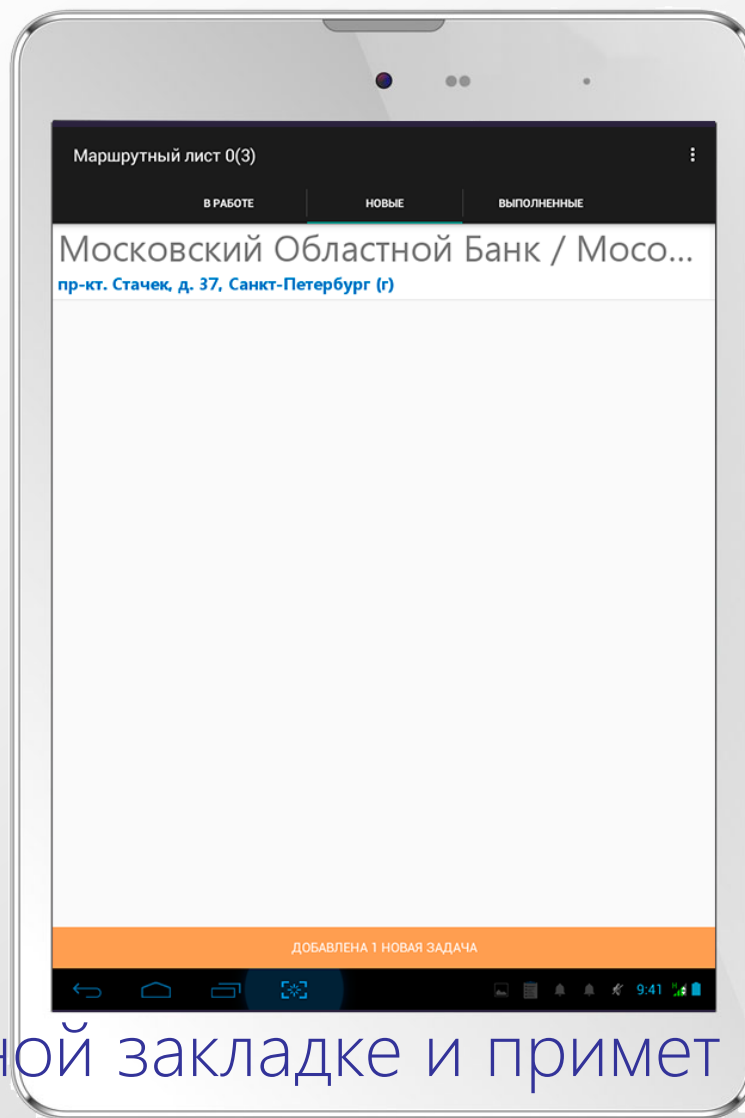 Маршрутный лист 0(3)
В РАБОТЕ НОВЫЕ ВЫПОЛНЕННЫЕ
Московский Областной Банк / Мосо...
пр-кт. Стачек, д. 37, Санкт-Петербург (г)
ДОБАВЛЕНА 1 НОВАЯ ЗАДАЧА
9:41
ной закладке и примет